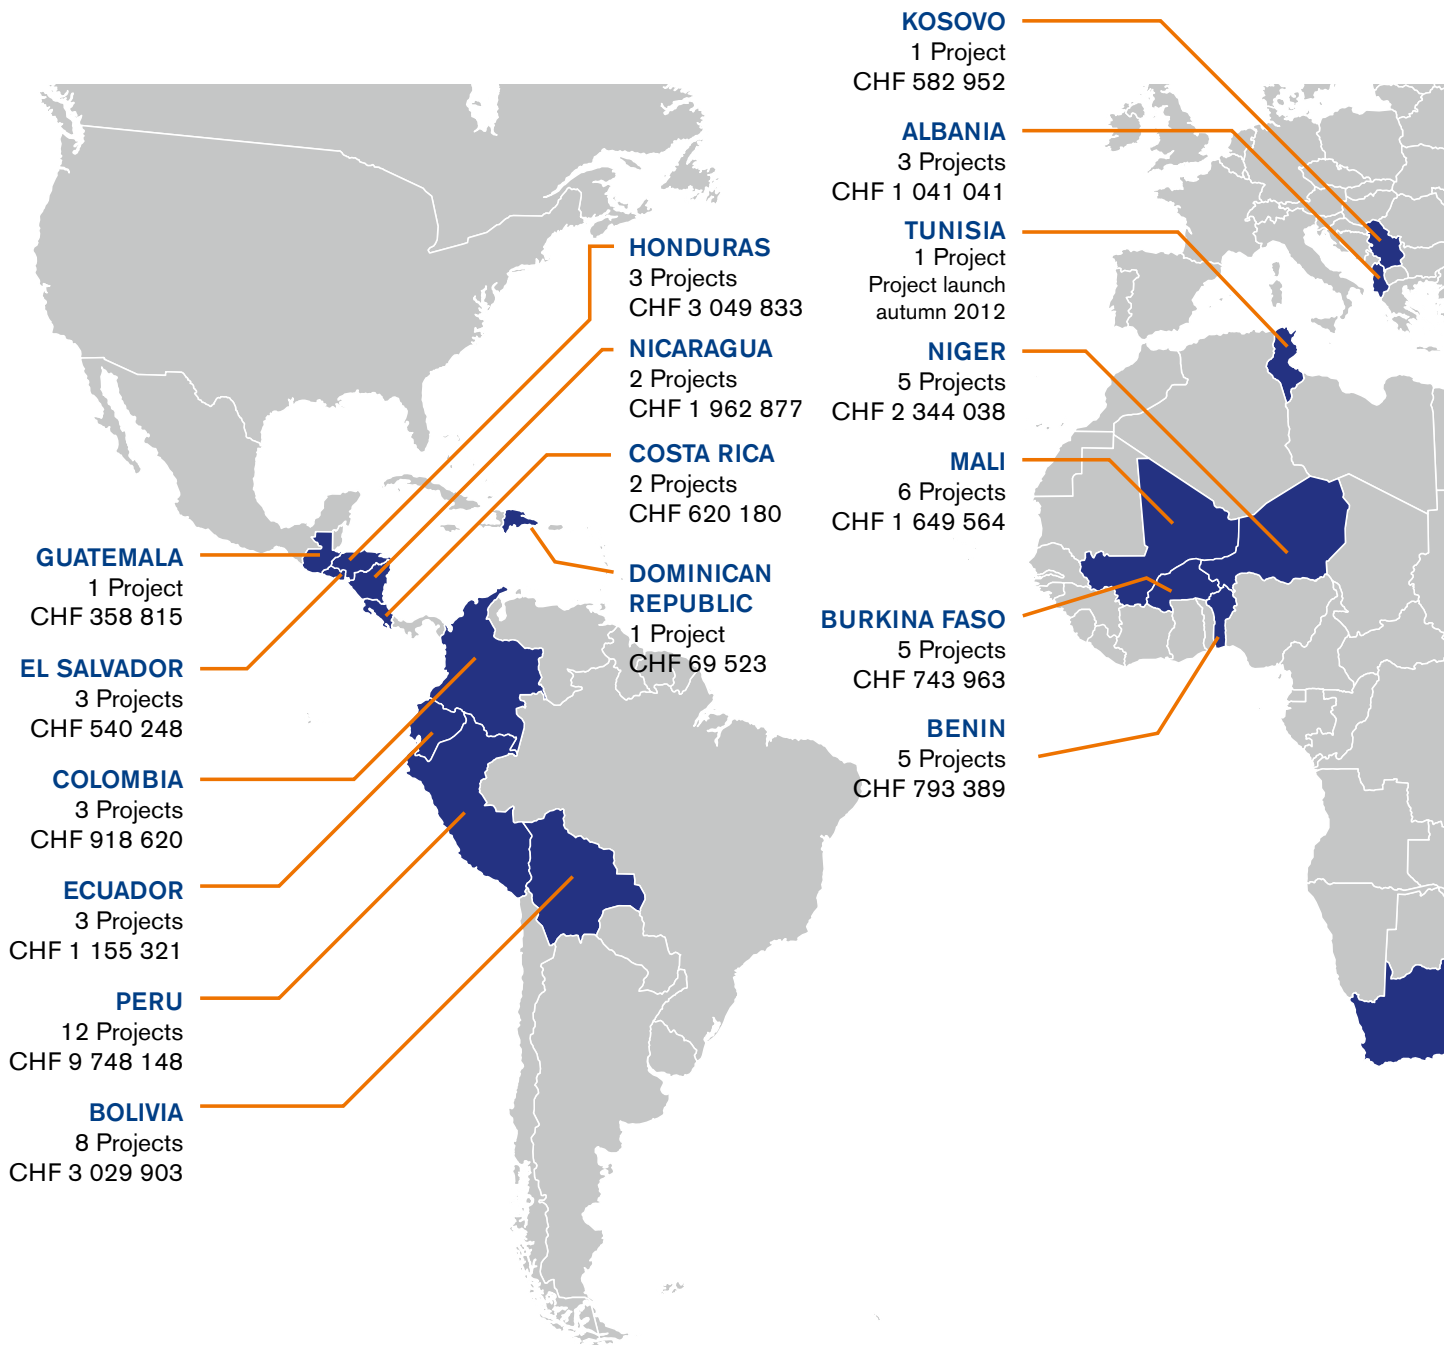 KOSOVO
1 Project
CHF 582 952
ALBANIA
3 Projects
CHF 1 041 041
TUNISIA
1 Project
Project launch
autumn 2012
NIGER
5 Projects
CHF 2 344 038
MALI
6 Projects
CHF 1 649 564
BURKINA FASO
5 Projects
CHF 743 963
BENIN
5 Projects
CHF 793 389
HONDURAS
3 Projects
CHF 3 049 833
NICARAGUA
2 Projects
CHF 1 962 877
COSTA RICA
2 Projects
CHF 620 180
DOMINICAN
REPUBLIC
1 Project
CHF 69 523
GUATEMALA
1 Project
CHF 358 815
EL SALVADOR
3 Projects
CHF 540 248
COLOMBIA
3 Projects
CHF 918 620
ECUADOR
3 Projects
CHF 1 155 321
PERU
12 Projects
CHF 9 748 148
BOLIVIA
8 Projects
CHF 3 029 903